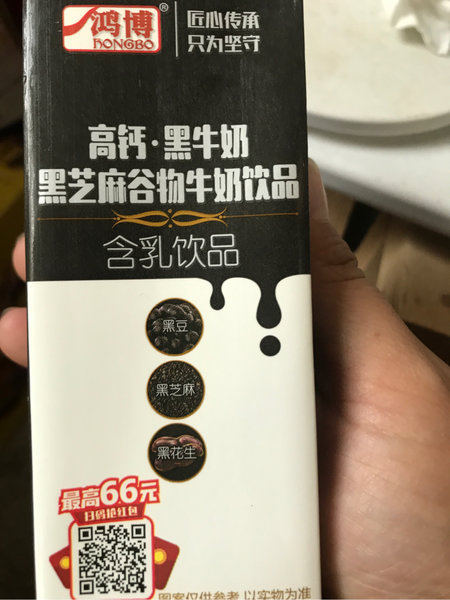 鸿博®
HONGBO
匠心传承
只为坚守
高钙·黑牛奶
黑芝麻谷物牛奶饮品
含乳饮品
黑豆
黑芝麻
黑花生
最高66元
扫码抢红包
图案仅供参考 以实物为准